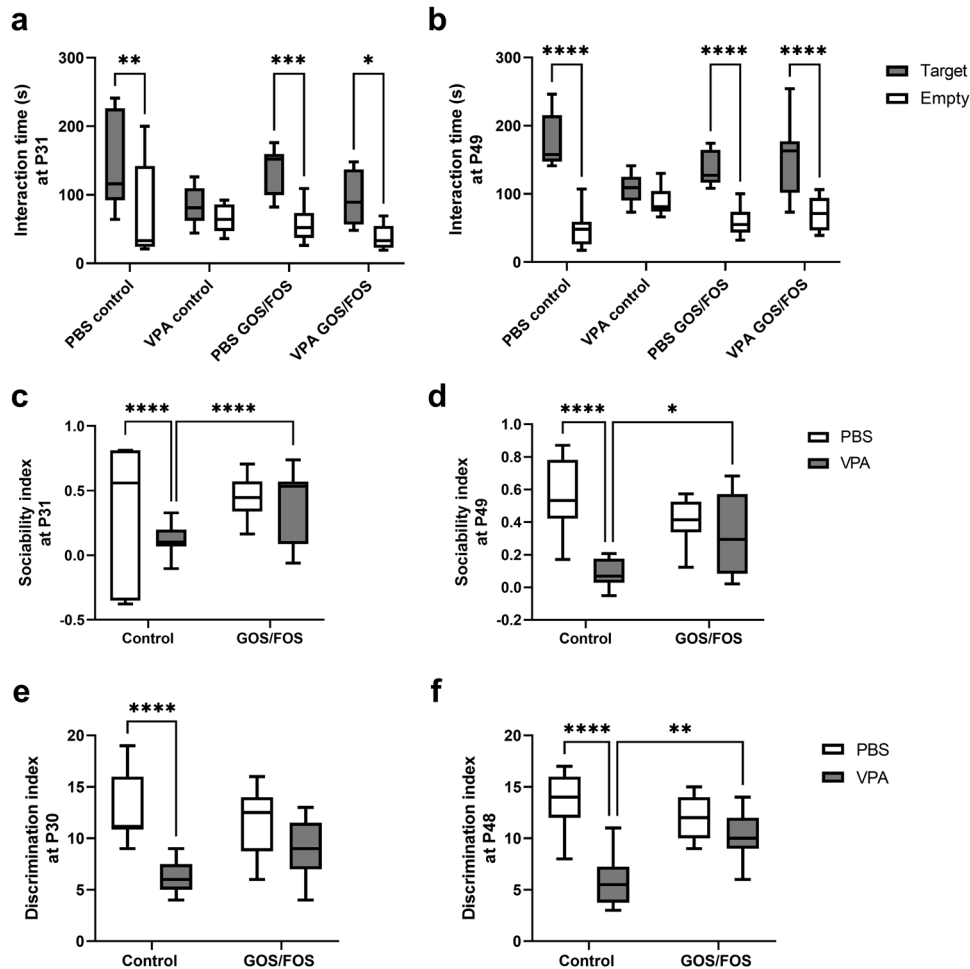 a
Interaction time (s)
at P31
300
200
100
0
**
***
*
PBS control
VPA control
PBS GOS/FOS
VPA GOS/FOS
b
Interaction time (s)
at P49
300
200
100
0
****
****
****
PBS control
VPA control
PBS GOS/FOS
VPA GOS/FOS
Target
Empty
c
Sociability index
at P31
1.0
0.5
0.0
-0.5
****
****
Control
GOS/FOS
d
Sociability index
at P49
1.0
0.8
0.6
0.4
0.2
0.0
-0.2
****
*
Control
GOS/FOS
PBS
VPA
e
Discrimination index
at P30
20
15
10
5
0
****
Control
GOS/FOS
f
Discrimination index
at P48
20
15
10
5
0
****
**
Control
GOS/FOS
PBS
VPA